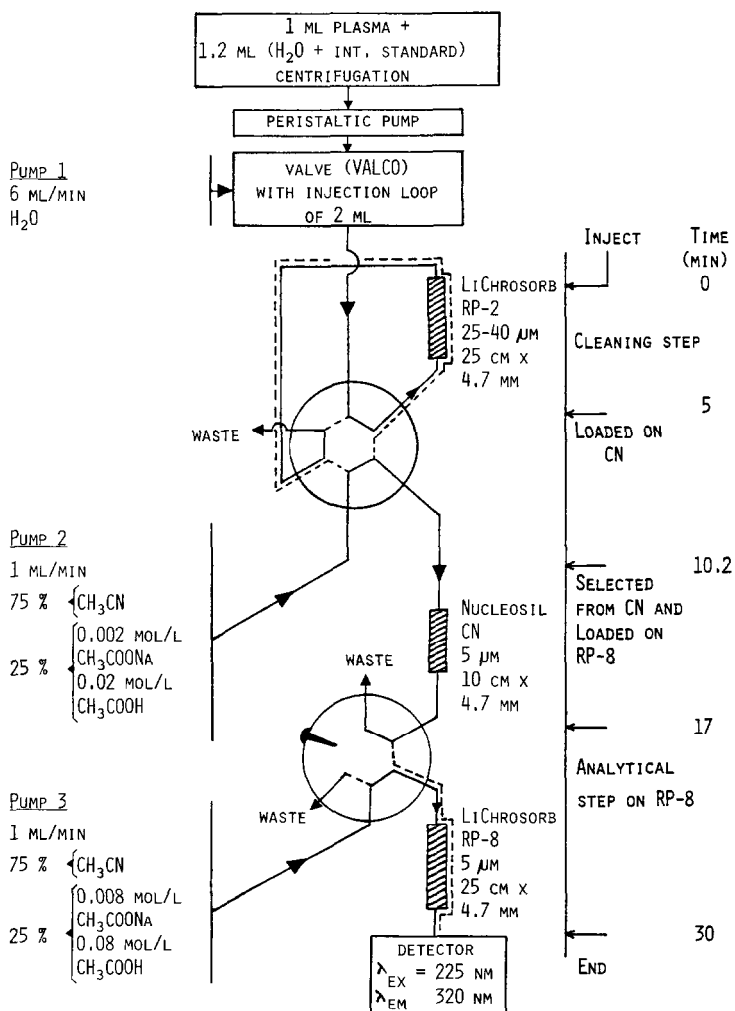 1 ML PLASMA +
1.2 ML (H₂O + INT. STANDARD)
CENTRIFUGATION
PERISTALTIC PUMP
VALVE (VALCO)
WITH INJECTION LOOP
OF 2 ML
PUMP 1
6 ML/MIN
H₂O
INJECT
TIME
(MIN)
0
LICHROSORB
RP-2
25-40 µM
25 CM X
4.7 MM
CLEANING STEP
5
LOADED ON
CN
WASTE
PUMP 2
1 ML/MIN
75 % CH₃CN
25 % 0.002 MOL/L
CH₃COONA
0.02 MOL/L
CH₃COOH
10.2
SELECTED
FROM CN AND
LOADED ON
RP-8
NUCLEOSIL
CN
5 µM
10 CM X
4.7 MM
WASTE
17
ANALYTICAL
STEP ON RP-8
WASTE
PUMP 3
1 ML/MIN
75 % CH₃CN
25 % 0.008 MOL/L
CH₃COONA
0.08 MOL/L
CH₃COOH
LICHROSORB
RP-8
5 µM
25 CM X
4.7 MM
30
END
DETECTOR
λEX = 225 NM
λEM 320 NM